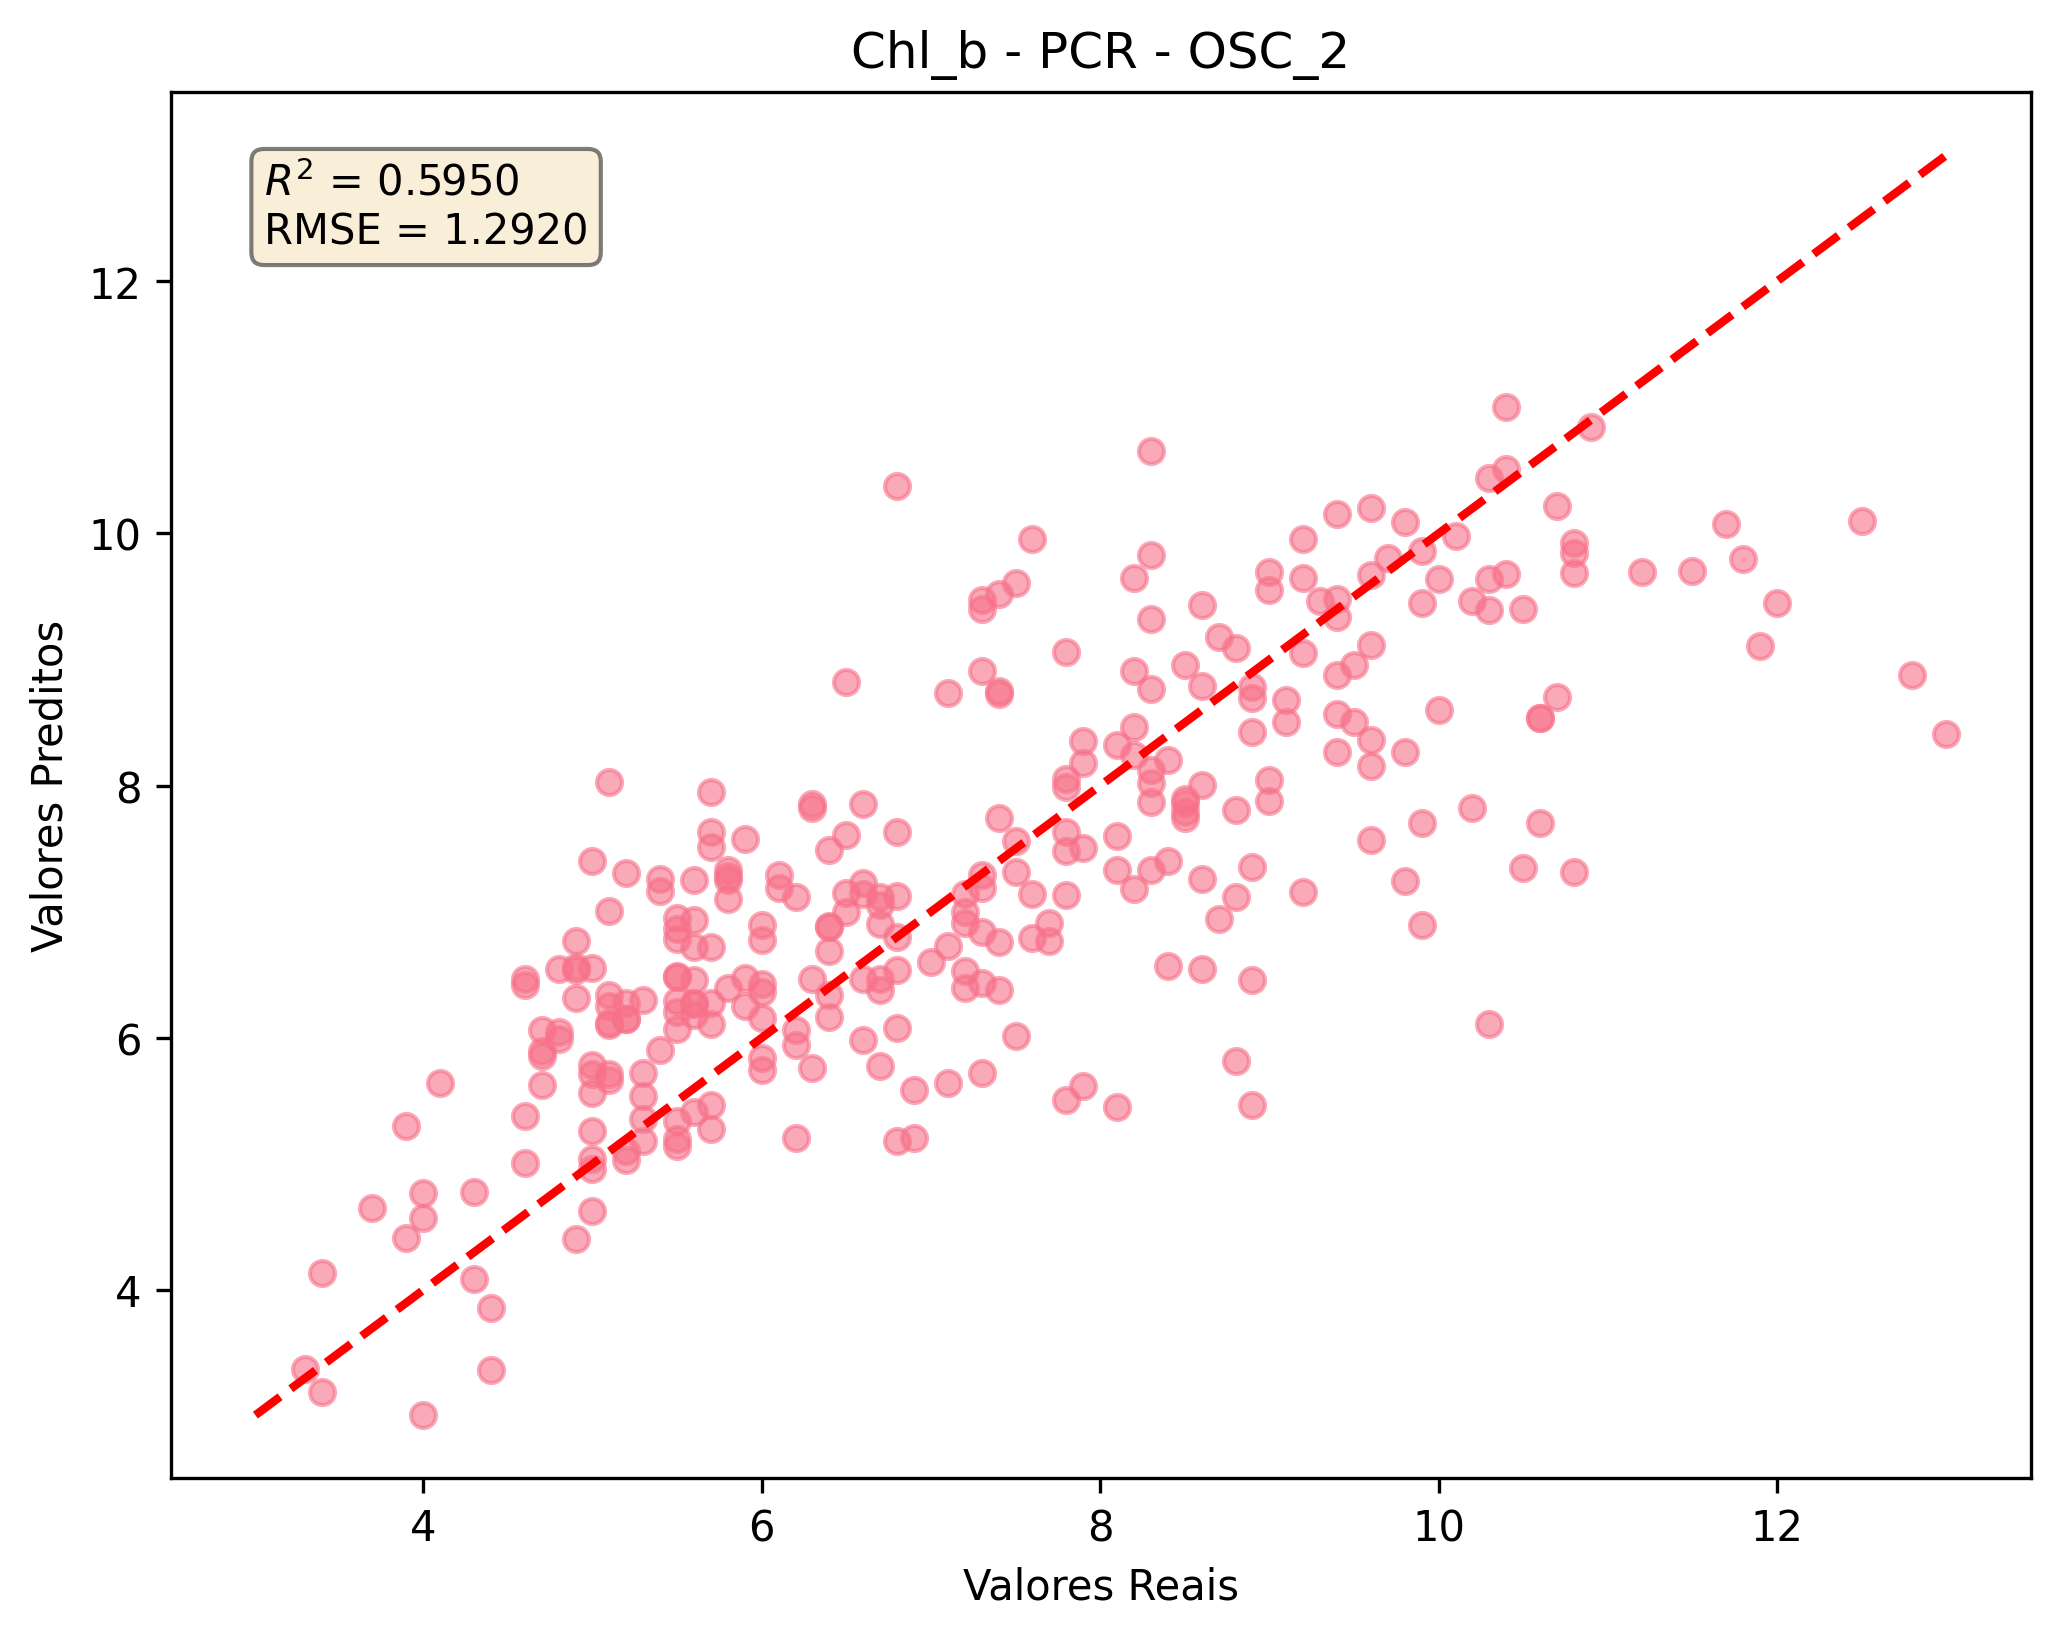 Chl_b - PCR - OSC_2
R² = 0.5950
RMSE = 1.2920
12
10
8
6
4
Valores Preditos
4 6 8 10 12
Valores Reais